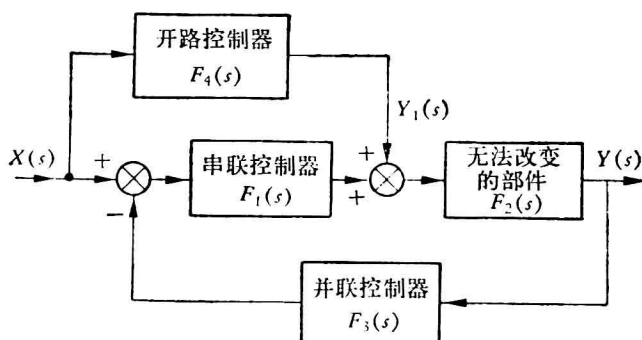 开路控制器
F₄(s)
Y₁(s)
X(s)
+
−
串联控制器
F₁(s)
+
+
无法改变
的部件
F₂(s)
Y(s)
并联控制器
F₃(s)